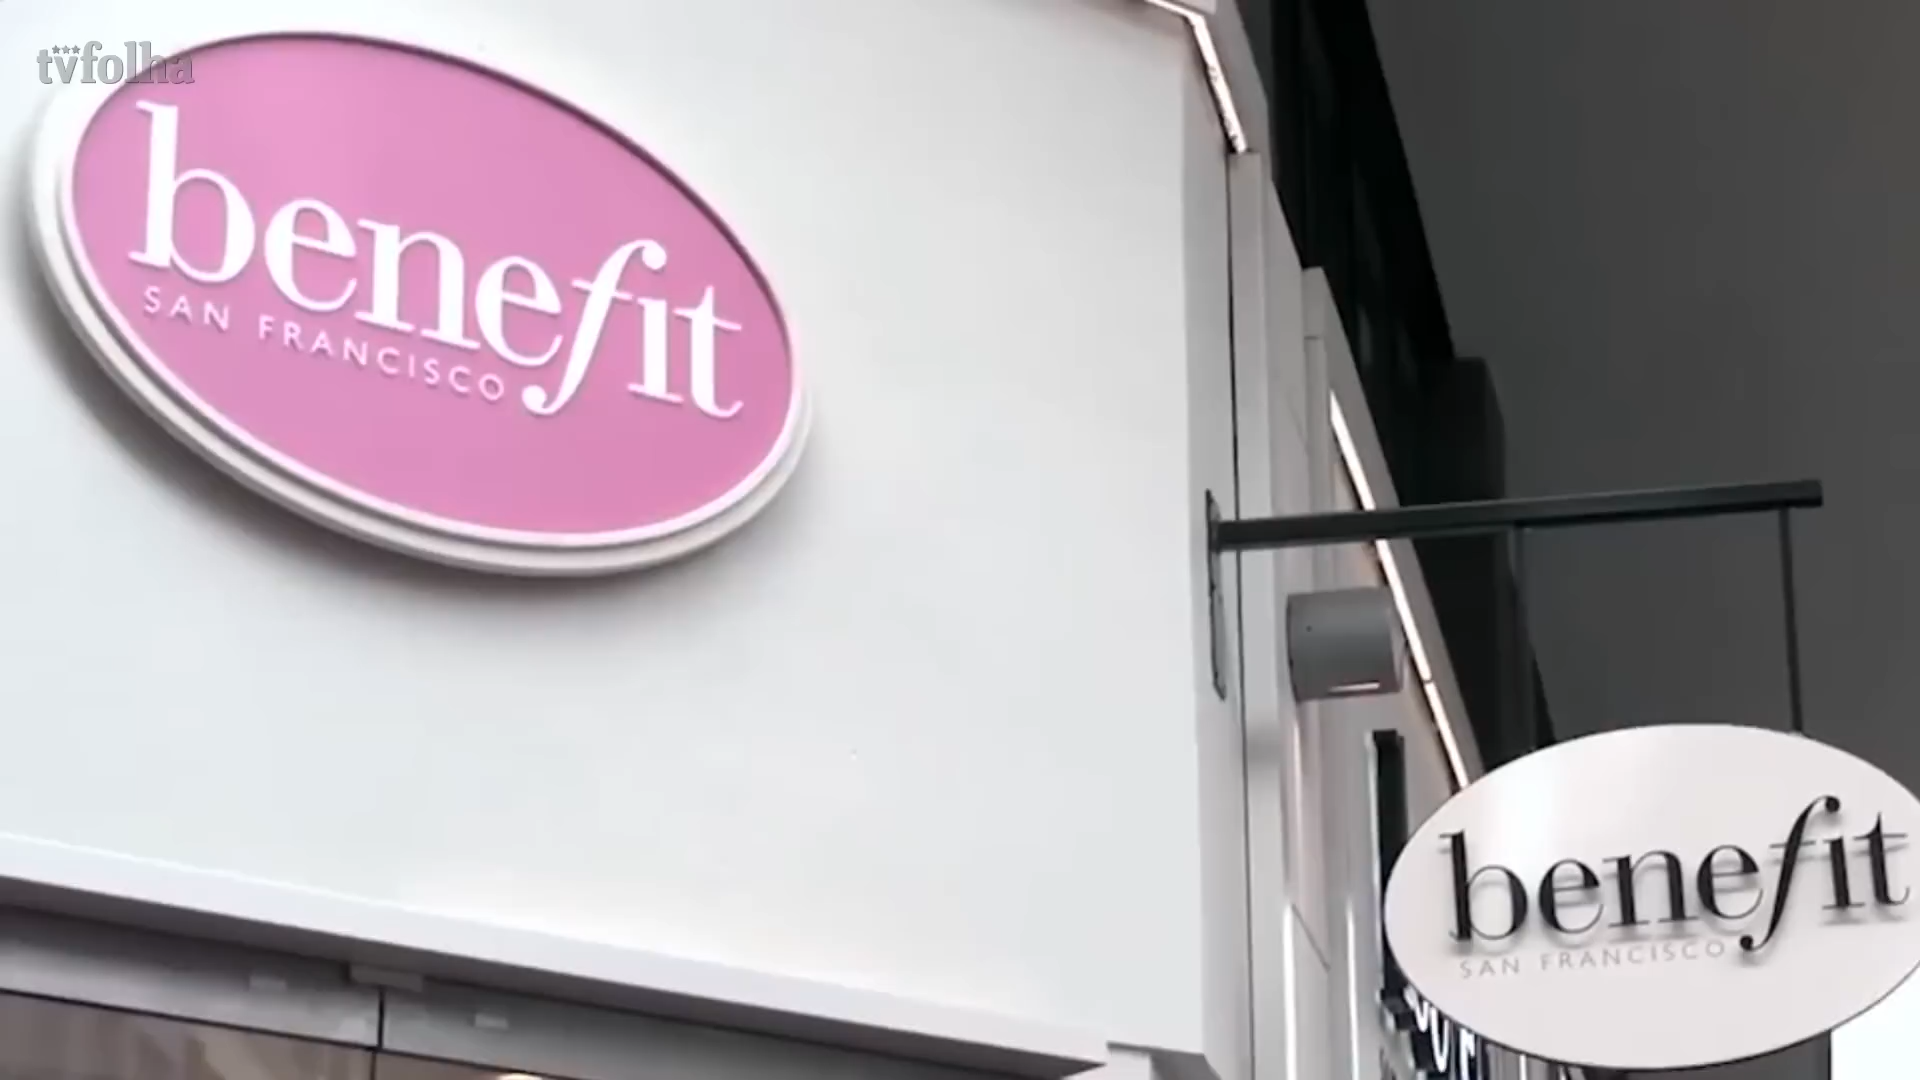 tvfolha
benefit
SAN FRANCISCO
benefit
SAN FRANCISCO